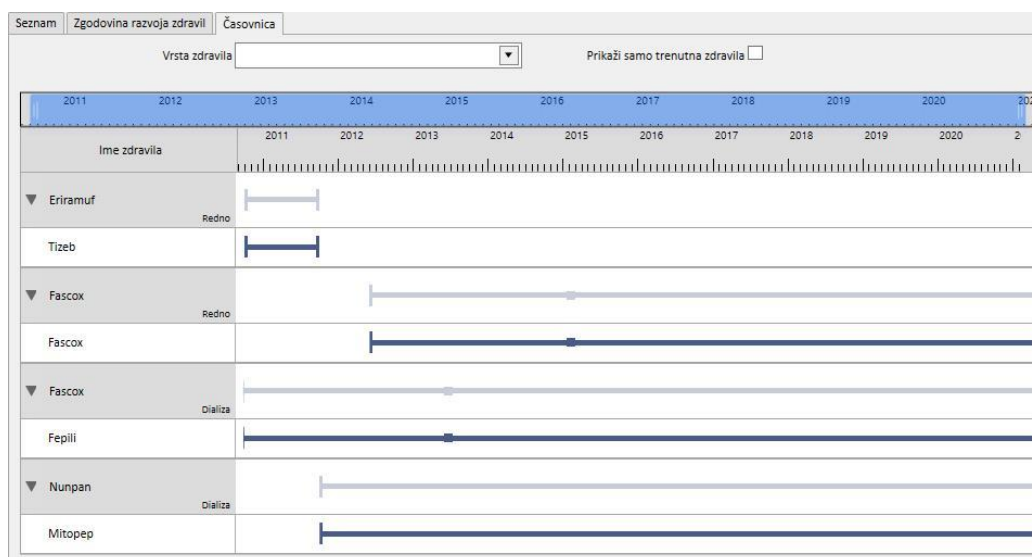 Seznam Zgodovina razvoja zdravil Časovnica
Vrsta zdravila Prikaži samo trenutna zdravila
2011 2012 2013 2014 2015 2016 2017 2018 2019 2020
Ime zdravila 2011 2012 2013 2014 2015 2016 2017 2018 2019 2020
Eriramuf
Redno
Tizeb
Fascox
Redno
Fascox
Fascox
Dializa
Fepili
Nunpan
Dializa
Mitopep